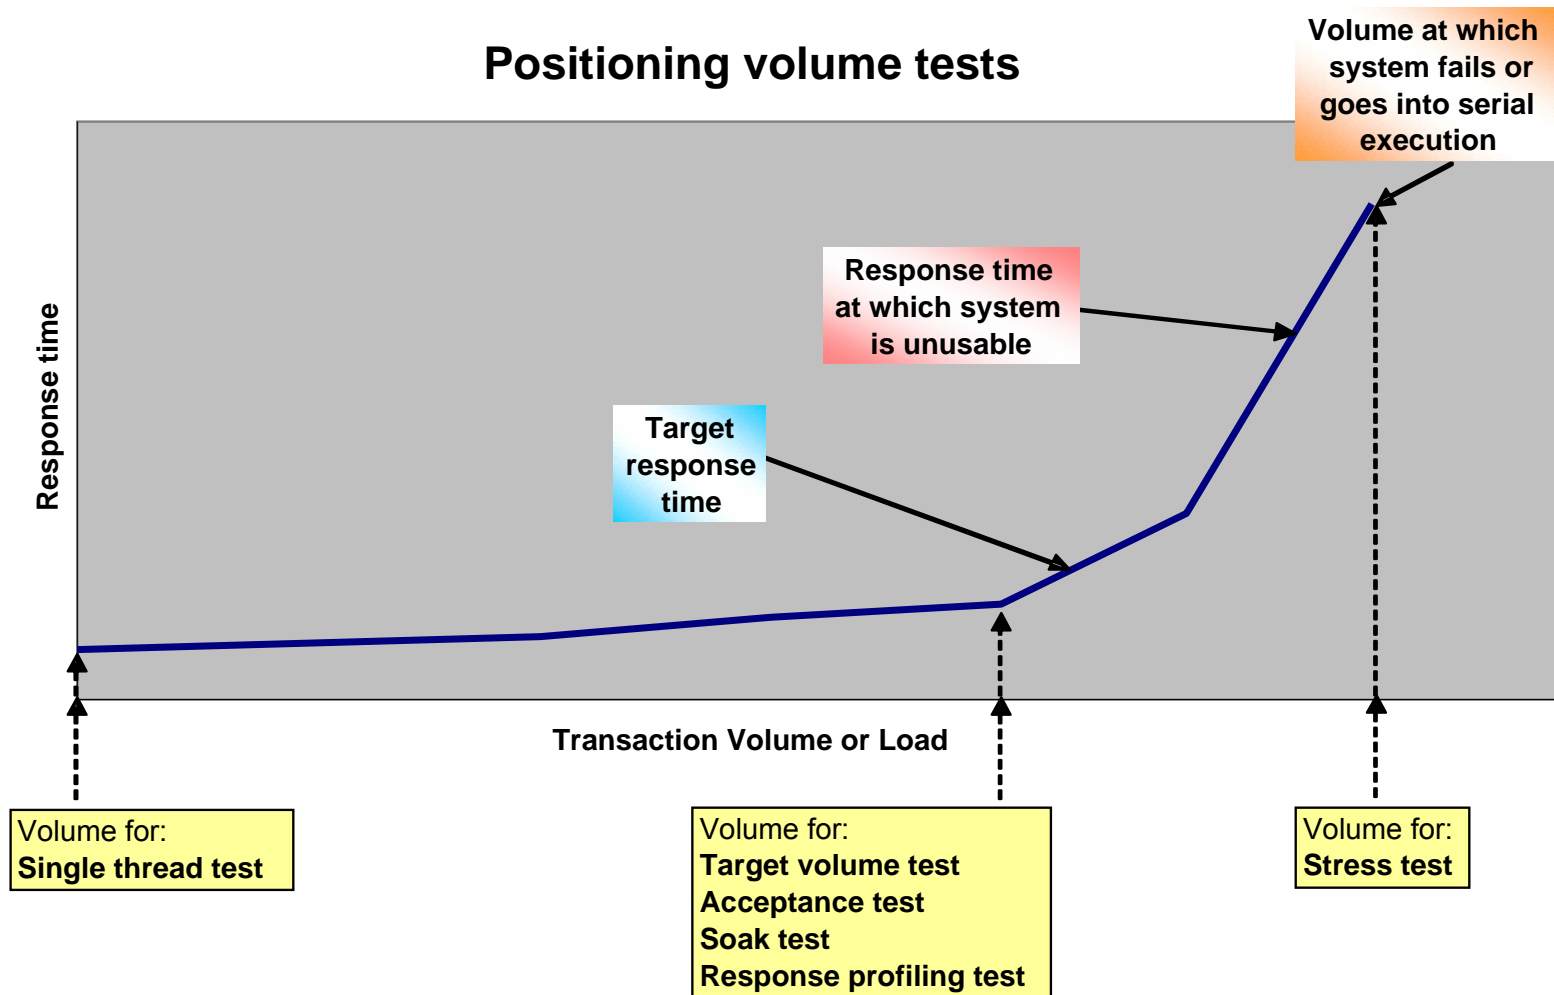 Positioning volume tests
Volume at which
system fails or
goes into serial
execution
Response time
at which system
is unusable
Target
response
time
Response time
Transaction Volume or Load
Volume for:
Single thread test
Volume for:
Target volume test
Acceptance test
Soak test
Response profiling test
Volume for:
Stress test